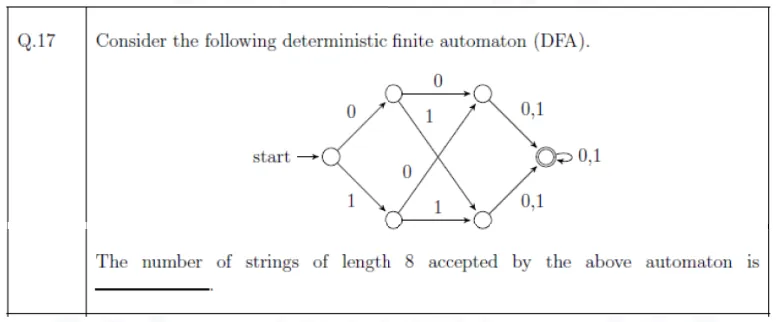 Q.17
Consider the following deterministic finite automaton (DFA).
0
0
1
0,1
start
0,1
0
1
1
0,1
The number of strings of length 8 accepted by the above automaton is
__________.